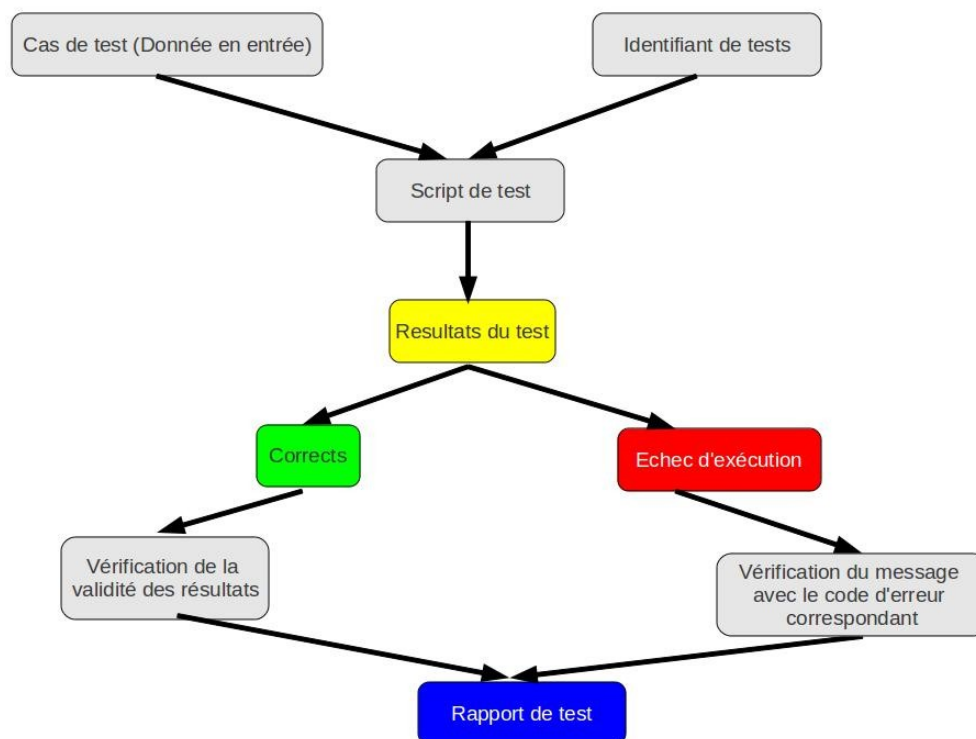 Cas de test (Donnée en entrée)
Identifiant de tests
Script de test
Resultats du test
Corrects
Echec d'exécution
Vérification de la
validité des résultats
Vérification du message
avec le code d'erreur
correspondant
Rapport de test